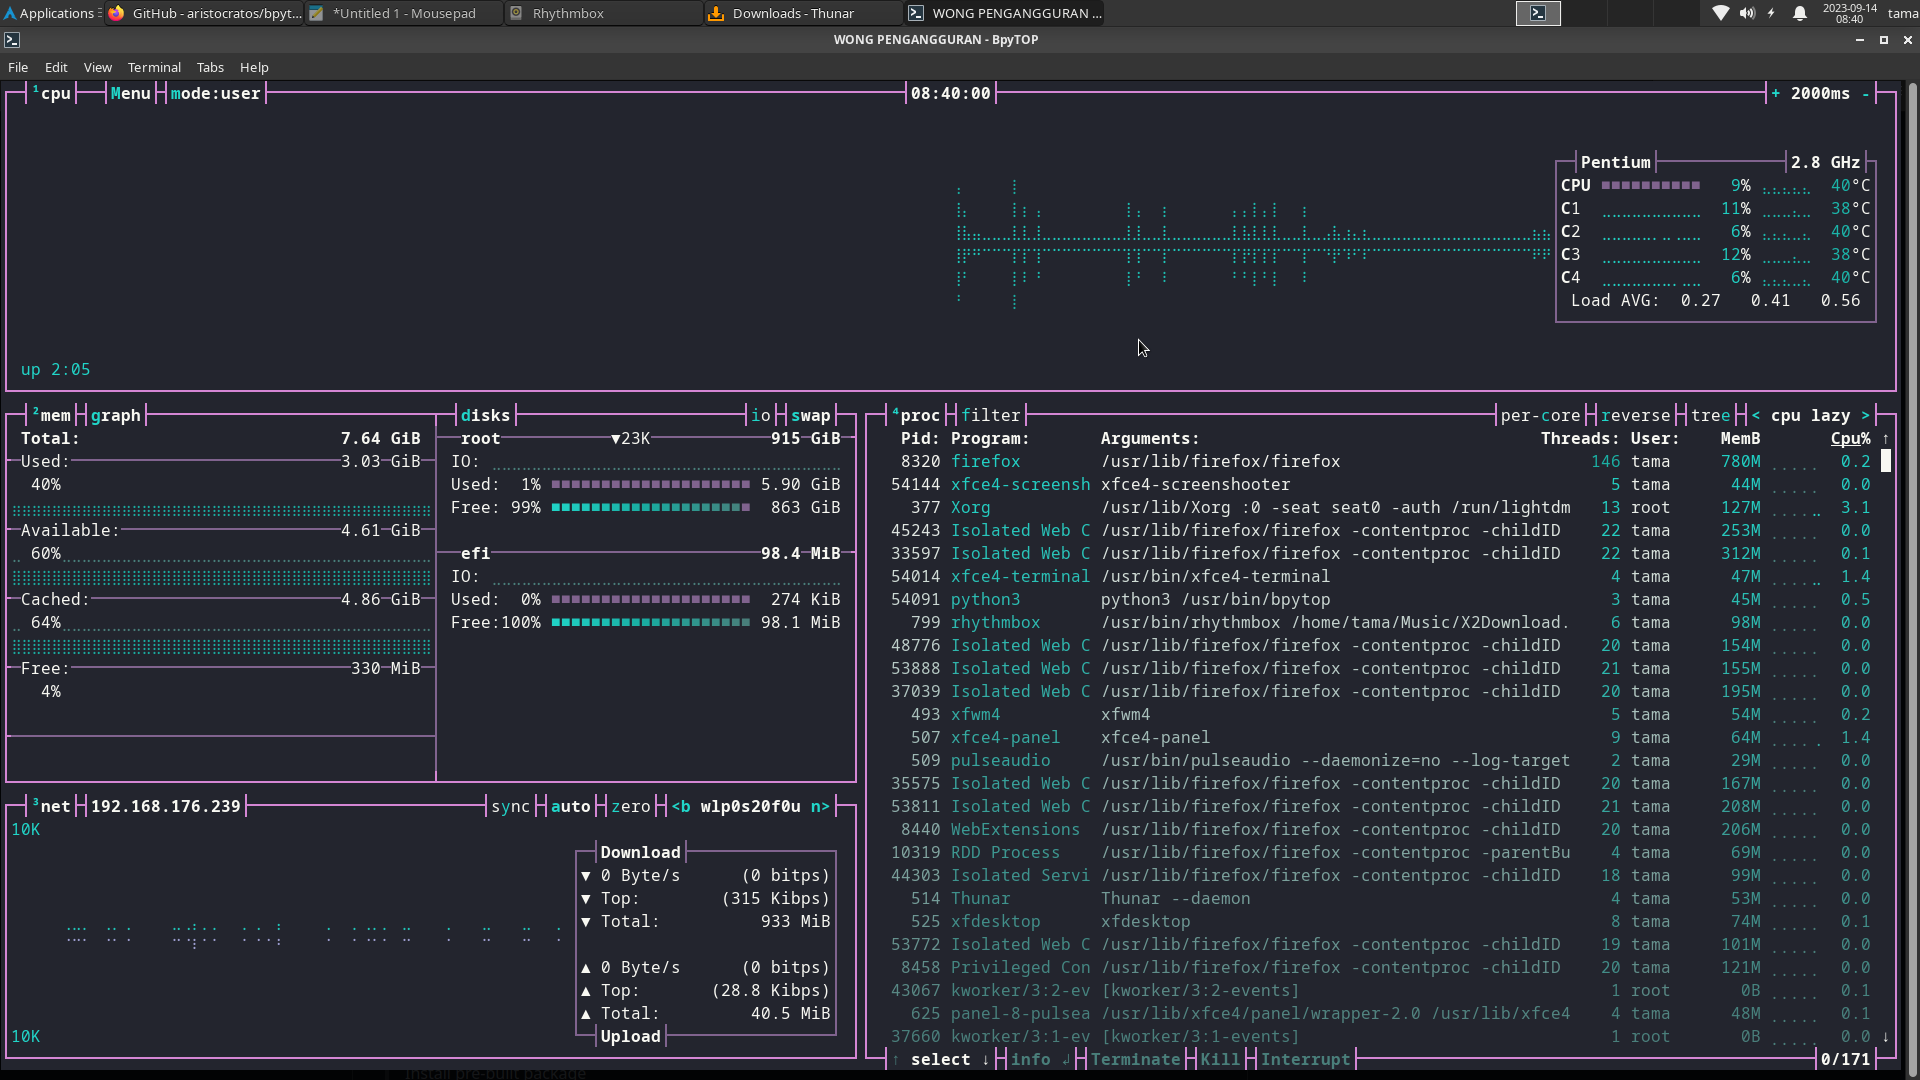 Applications GitHub - aristocratos/bpyt... *Untitled 1 - Mousepad Rhythmbox Downloads - Thunar WONG PENGANGGURAN ... 2023-09-14 08:40 tama
WONG PENGANGGURAN - BpyTOP
File Edit View Terminal Tabs Help
¹cpu Menu mode:user 08:40:00 + 2000ms -
Pentium 2.8 GHz
CPU 9% 40°C
C1 11% 38°C
C2 6% 40°C
C3 12% 38°C
C4 6% 40°C
Load AVG: 0.27 0.41 0.56
up 2:05
²mem graph
Total: 7.64 GiB
Used: 3.03 GiB
40%
Available: 4.61 GiB
60%
Cached: 4.86 GiB
64%
Free: 330 MiB
4%
disks io swap
root ▼23K 915 GiB
IO:
Used: 1% 5.90 GiB
Free: 99% 863 GiB
efi 98.4 MiB
IO:
Used: 0% 274 KiB
Free:100% 98.1 MiB
³net 192.168.176.239 sync auto zero <b wlp0s20f0u n>
10K
Download
▼ 0 Byte/s (0 bitps)
▼ Top: (315 Kibps)
▼ Total: 933 MiB
▲ 0 Byte/s (0 bitps)
▲ Top: (28.8 Kibps)
▲ Total: 40.5 MiB
Upload
10K
⁴proc filter per-core reverse tree < cpu lazy >
Pid: Program: Arguments: Threads: User: MemB Cpu% ↑
8320 firefox /usr/lib/firefox/firefox 146 tama 780M 0.2
54144 xfce4-screensh xfce4-screenshooter 5 tama 44M 0.0
377 Xorg /usr/lib/Xorg :0 -seat seat0 -auth /run/lightdm 13 root 127M 3.1
45243 Isolated Web C /usr/lib/firefox/firefox -contentproc -childID 22 tama 253M 0.0
33597 Isolated Web C /usr/lib/firefox/firefox -contentproc -childID 22 tama 312M 0.1
54014 xfce4-terminal /usr/bin/xfce4-terminal 4 tama 47M 1.4
54091 python3 python3 /usr/bin/bpytop 3 tama 45M 0.5
799 rhythmbox /usr/bin/rhythmbox /home/tama/Music/X2Download. 6 tama 98M 0.0
48776 Isolated Web C /usr/lib/firefox/firefox -contentproc -childID 20 tama 154M 0.0
53888 Isolated Web C /usr/lib/firefox/firefox -contentproc -childID 21 tama 155M 0.0
37039 Isolated Web C /usr/lib/firefox/firefox -contentproc -childID 20 tama 195M 0.0
493 xfwm4 xfwm4 5 tama 54M 0.2
507 xfce4-panel xfce4-panel 9 tama 64M 1.4
509 pulseaudio /usr/bin/pulseaudio --daemonize=no --log-target 2 tama 29M 0.0
35575 Isolated Web C /usr/lib/firefox/firefox -contentproc -childID 20 tama 167M 0.0
53811 Isolated Web C /usr/lib/firefox/firefox -contentproc -childID 21 tama 208M 0.0
8440 WebExtensions /usr/lib/firefox/firefox -contentproc -childID 20 tama 206M 0.0
10319 RDD Process /usr/lib/firefox/firefox -contentproc -parentBu 4 tama 69M 0.0
44303 Isolated Servi /usr/lib/firefox/firefox -contentproc -childID 18 tama 99M 0.0
514 Thunar Thunar --daemon 4 tama 53M 0.0
525 xfdesktop xfdesktop 8 tama 74M 0.1
53772 Isolated Web C /usr/lib/firefox/firefox -contentproc -childID 19 tama 101M 0.0
8458 Privileged Con /usr/lib/firefox/firefox -contentproc -childID 20 tama 121M 0.0
43067 kworker/3:2-ev [kworker/3:2-events] 1 root 0B 0.1
625 panel-8-pulsea /usr/lib/xfce4/panel/wrapper-2.0 /usr/lib/xfce4 4 tama 48M 0.1
37660 kworker/3:1-ev [kworker/3:1-events] 1 root 0B 0.0 ↓
↑ select ↓ info ↲ Terminate Kill Interrupt 0/171
Install pre-built package